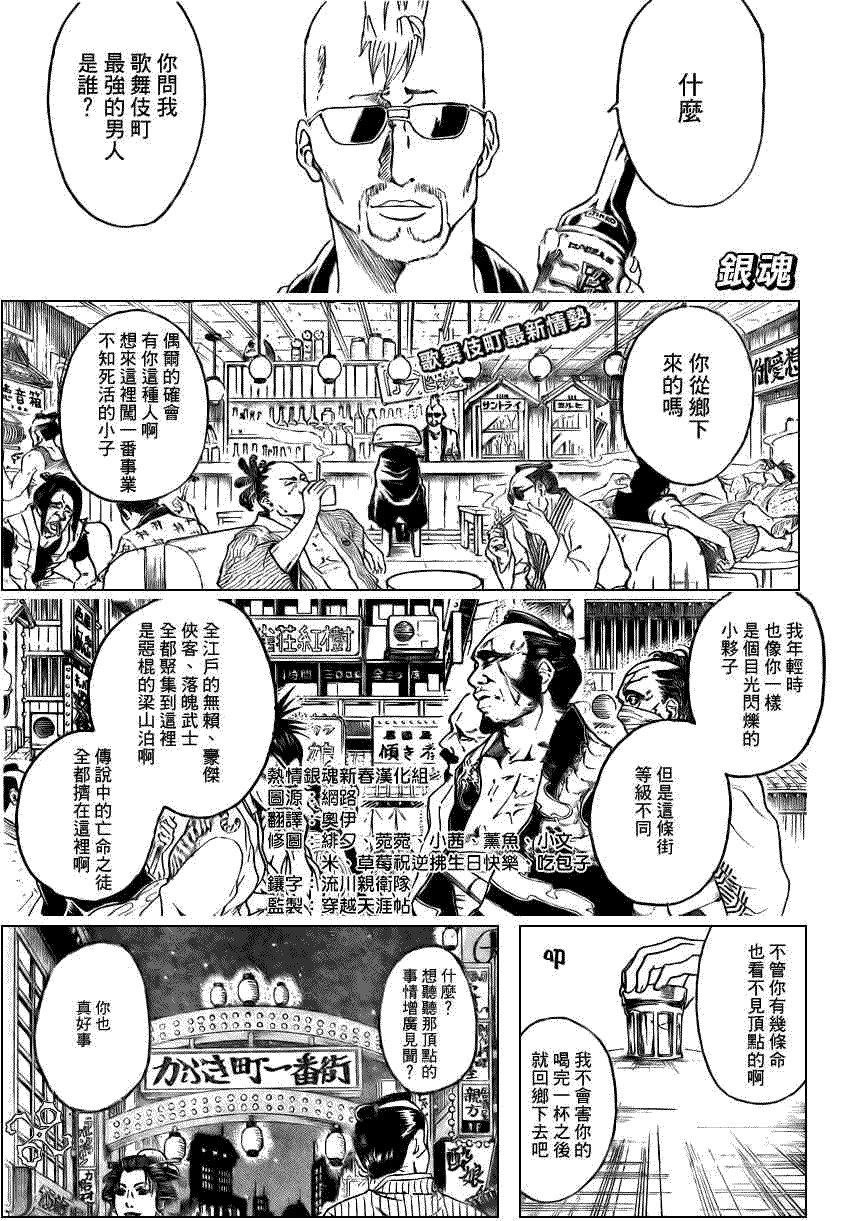 什麼
你問我
歌舞伎町
最強的男人
是誰？
銀魂
歌舞伎町最新情勢
你從鄉下
來的嗎
偶爾的確會
有你這種人啊
想來這裡闖一番事業
不知死活的小子
サントライ
我年輕時
也像你一樣
是個目光閃爍的
小夥子
但是這條街
等級不同
全江戶的無賴、豪傑
俠客、落魄武士
全都聚集到這裡
是惡棍的梁山泊啊
傳說中的亡命之徒
全都擠在這裡啊
荘紅樹
傾き者
熱情銀魂新春漢化組
圖源：網路
翻譯：奧伊
修圖：緋夕、菀菀、小茜、薰魚、小文
、米、草莓祝逆拂生日快樂、吃包子
鑲字：流川親衛隊
監製：穿越天涯帖
不管你有幾條命
也看不見頂點的啊
叩
我不會害你的
喝完一杯之後
就回鄉下去吧
什麼？
想聽聽那頂點的
事情增廣見聞？
你也
真好事
かぶき町一番街